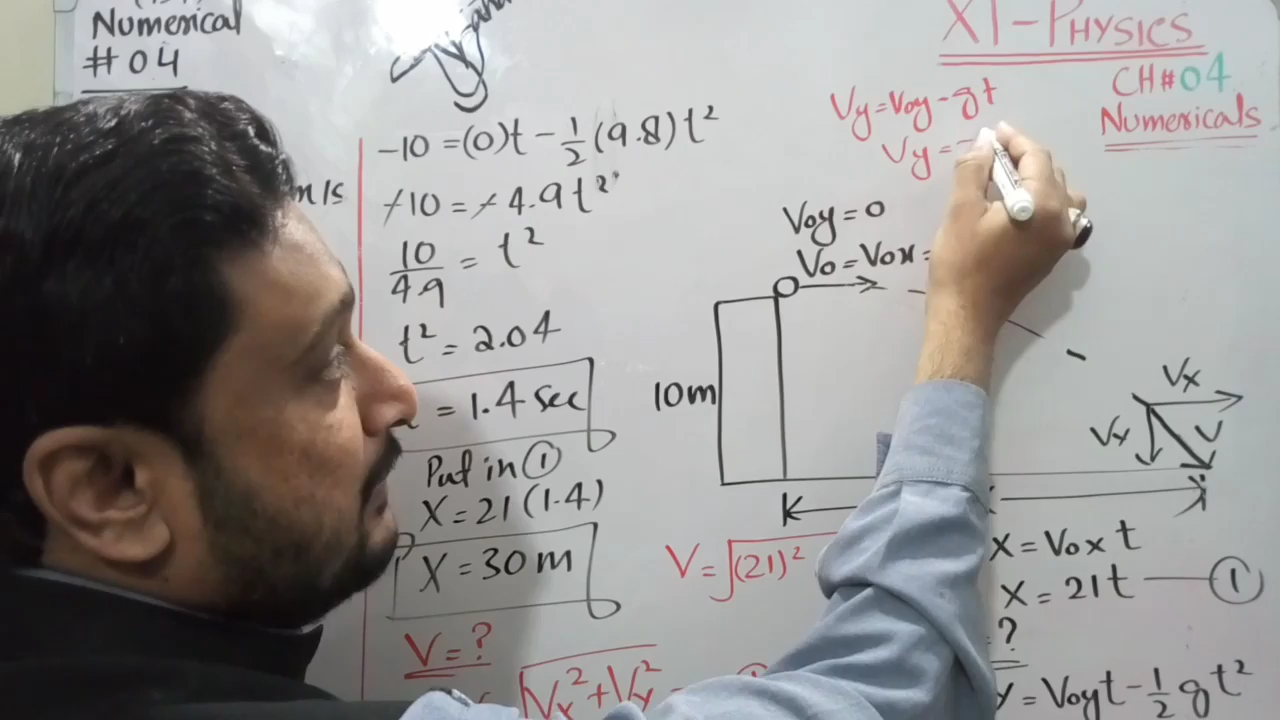 Numerical
# 04
XI-PHYSICS
CH#04
Numericals
m/s
-10 = (0)t - 1/2 (9.8)t²
-10 = -4.9t²
10/4.9 = t²
t² = 2.04
= 1.4 sec
Put in ①
X = 21(1.4)
X = 30m
V = ?
√Vx² + Vy²
Vy = Voy - gt
Vy = -
Voy = 0
Vo = Vox =
10m
Vx
Vy
V
V = √(21)²
X = Vox t
X = 21t — ①
= ?
Y = Voyt - 1/2 gt²